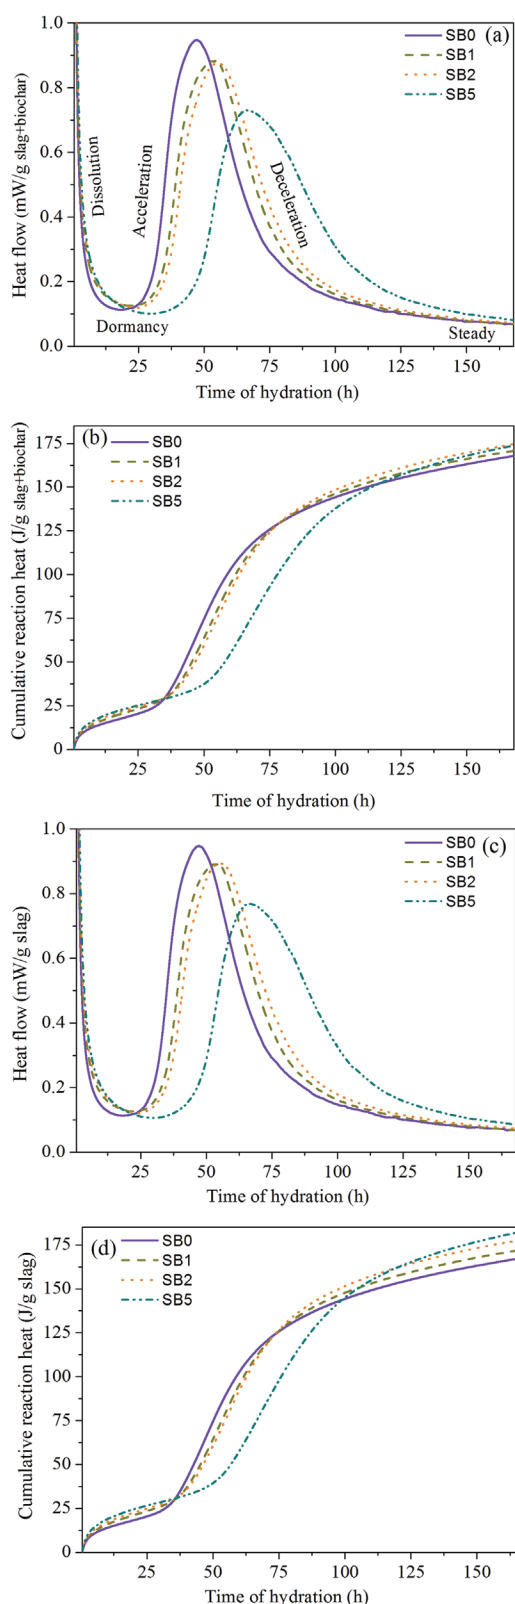 (a)
SB0
SB1
SB2
SB5
Heat flow (mW/g slag+biochar)
1.0
0.8
0.6
0.4
0.2
0.0
Dissolution
Acceleration
Deceleration
Dormancy
Steady
25 50 75 100 125 150
Time of hydration (h)
(b)
SB0
SB1
SB2
SB5
Cumulative reaction heat (J/g slag+biochar)
175
150
125
100
75
50
25
0
25 50 75 100 125 150
Time of hydration (h)
(c)
SB0
SB1
SB2
SB5
Heat flow (mW/g slag)
1.0
0.8
0.6
0.4
0.2
0.0
25 50 75 100 125 150
Time of hydration (h)
(d)
SB0
SB1
SB2
SB5
Cumulative reaction heat (J/g slag)
175
150
125
100
75
50
25
0
25 50 75 100 125 150
Time of hydration (h)